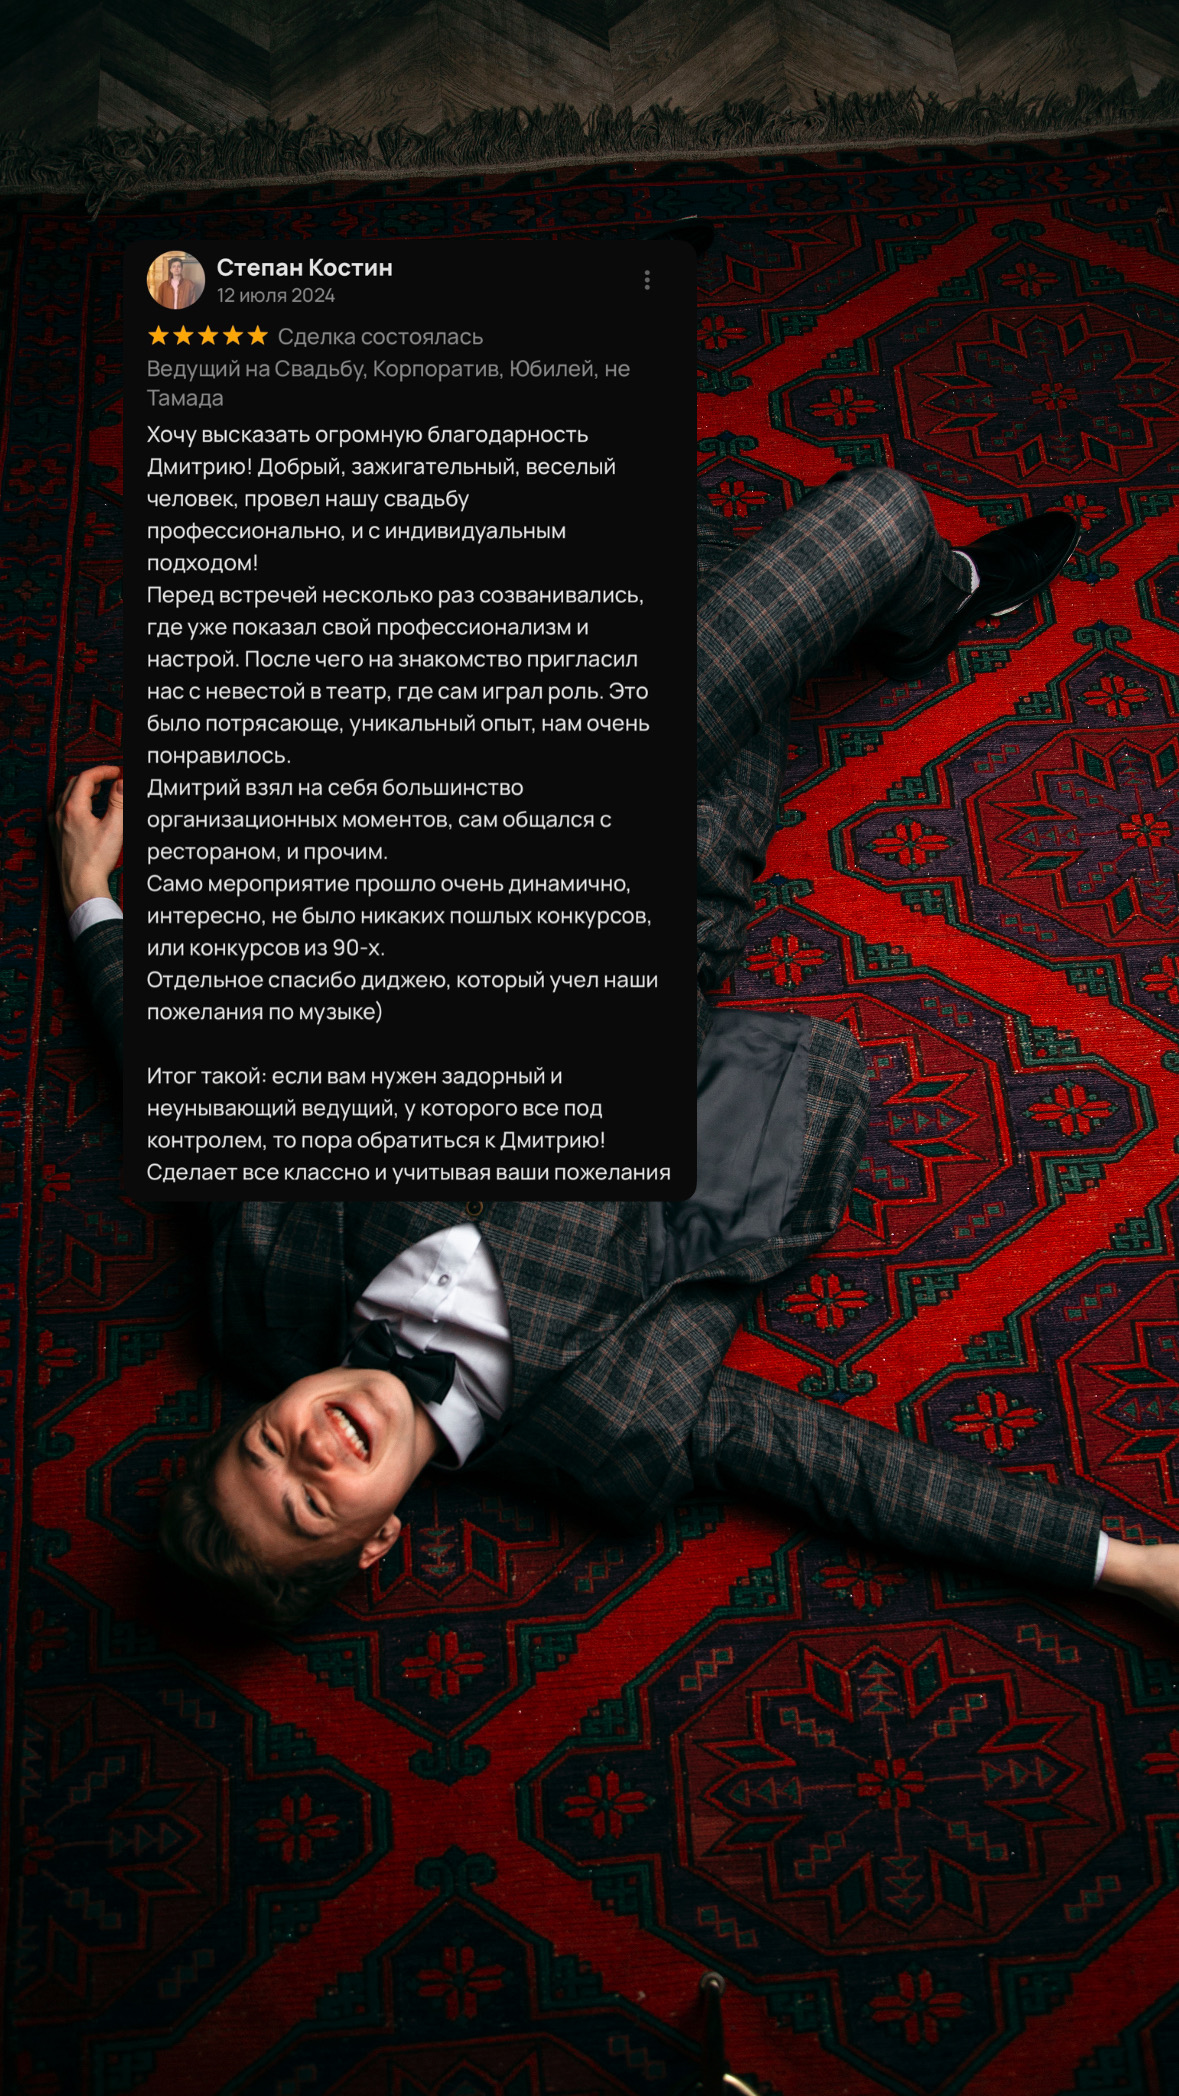 Степан Костин
12 июля 2024
Сделка состоялась
Ведущий на Свадьбу, Корпоратив, Юбилей, не
Тамада
Хочу высказать огромную благодарность
Дмитрию! Добрый, зажигательный, веселый
человек, провел нашу свадьбу
профессионально, и с индивидуальным
подходом!
Перед встречей несколько раз созванивались,
где уже показал свой профессионализм и
настрой. После чего на знакомство пригласил
нас с невестой в театр, где сам играл роль. Это
было потрясающе, уникальный опыт, нам очень
понравилось.
Дмитрий взял на себя большинство
организационных моментов, сам общался с
рестораном, и прочим.
Само мероприятие прошло очень динамично,
интересно, не было никаких пошлых конкурсов,
или конкурсов из 90-х.
Отдельное спасибо диджею, который учел наши
пожелания по музыке)
Итог такой: если вам нужен задорный и
неунывающий ведущий, у которого все под
контролем, то пора обратиться к Дмитрию!
Сделает все классно и учитывая ваши пожелания